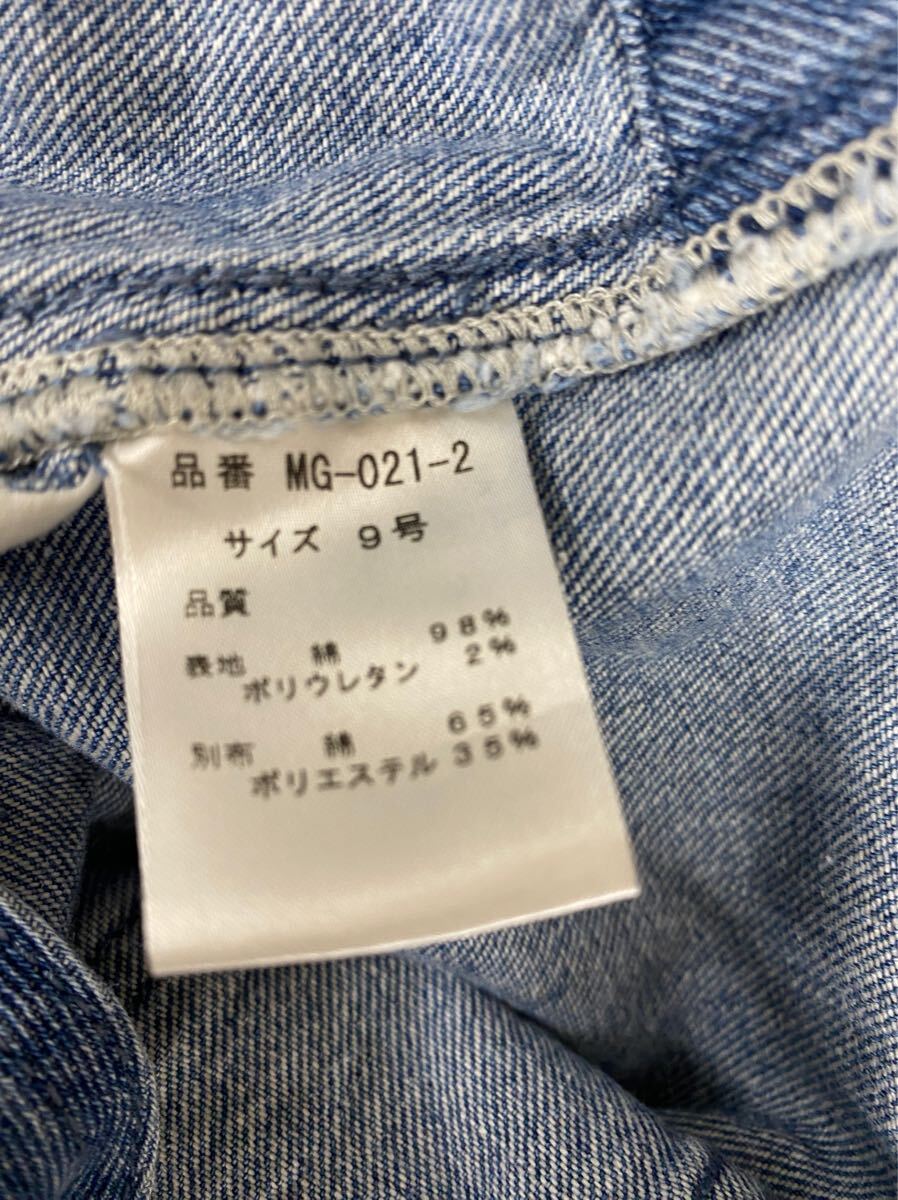 品番 MG-021-2
サイズ 9号
品質
表地 綿 98%
ポリウレタン 2%
別布 綿 65%
ポリエステル 35%